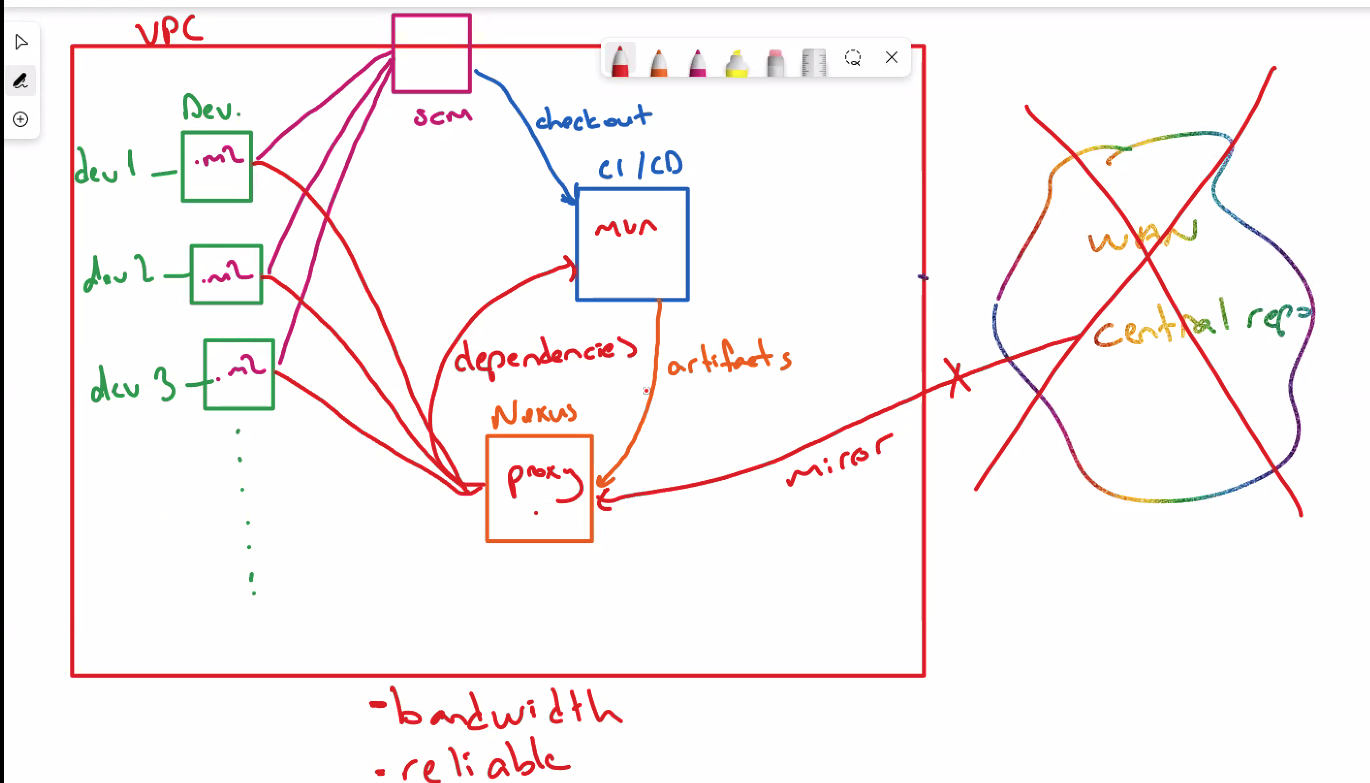 VPC
scm
checkout
Dev.
dev 1
.m2
CI/CD
mvn
dev 2
.m2
dev 3
.m2
dependencies
artifacts
Nexus
proxy
miror
WAN
central repo
- bandwidth
- reliable